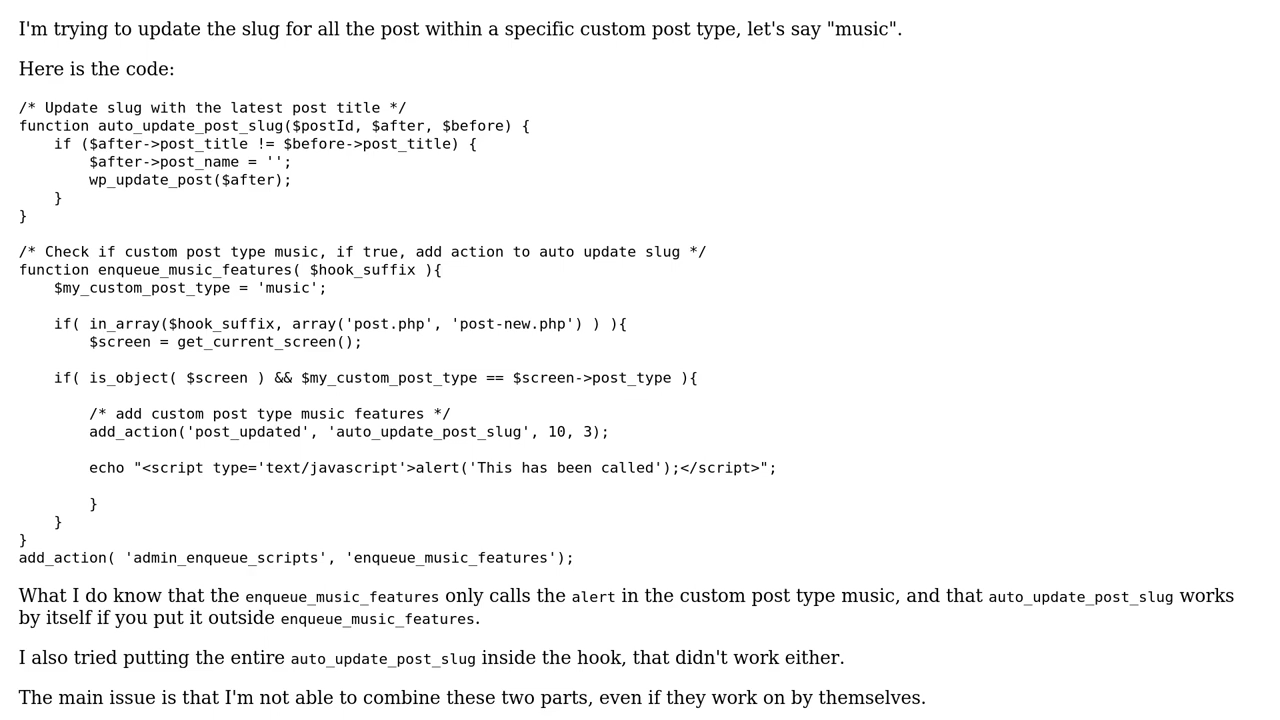 I'm trying to update the slug for all the post within a specific custom post type, let's say "music".
Here is the code:
/* Update slug with the latest post title */
function auto_update_post_slug($postId, $after, $before) {
    if ($after->post_title != $before->post_title) {
        $after->post_name = '';
        wp_update_post($after);
    }
}
/* Check if custom post type music, if true, add action to auto update slug */
function enqueue_music_features( $hook_suffix ){
    $my_custom_post_type = 'music';
    if( in_array($hook_suffix, array('post.php', 'post-new.php') ) ){
        $screen = get_current_screen();
    if( is_object( $screen ) && $my_custom_post_type == $screen->post_type ){
        /* add custom post type music features */
        add_action('post_updated', 'auto_update_post_slug', 10, 3);
        echo "<script type='text/javascript'>alert('This has been called');</script>";
        }
    }
}
add_action( 'admin_enqueue_scripts', 'enqueue_music_features');
What I do know that the enqueue_music_features only calls the alert in the custom post type music, and that auto_update_post_slug works
by itself if you put it outside enqueue_music_features.
I also tried putting the entire auto_update_post_slug inside the hook, that didn't work either.
The main issue is that I'm not able to combine these two parts, even if they work on by themselves.